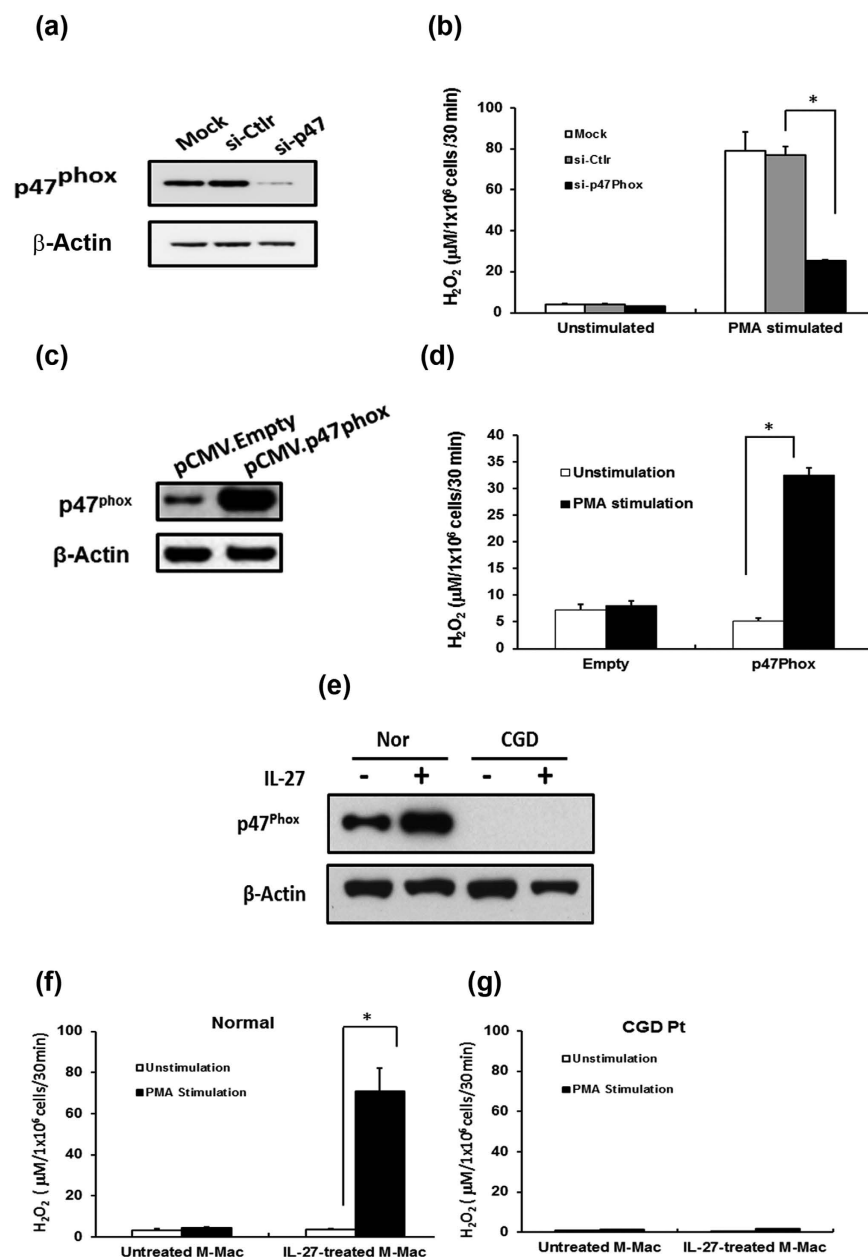 (a)
Mock si-Ctlr si-p47
p47phox
β-Actin
(b)
H2O2 (μM/1x10⁶ cells /30 min)
100
80
60
40
20
0
Mock
si-Ctlr
si-p47Phox
*
Unstimulated PMA stimulated
(c)
pCMV.Empty pCMV.p47phox
p47phox
β-Actin
(d)
H2O2 (μM/1x10⁶ cells/30 min)
40
35
30
25
20
15
10
5
0
Unstimulation
PMA stimulation
*
Empty p47Phox
(e)
Nor CGD
IL-27 - + - +
p47Phox
β-Actin
(f)
Normal
H2O2 ( μM/1x10⁶ cells/30min)
100
80
60
40
20
0
Unstimulation
PMA Stimulation
*
Untreated M-Mac IL-27-treated M-Mac
(g)
CGD Pt
H2O2 ( μM/1x10⁶ cells/30min)
100
80
60
40
20
0
Unstimulation
PMA Stimulation
Untreated M-Mac IL-27-treated M-Mac